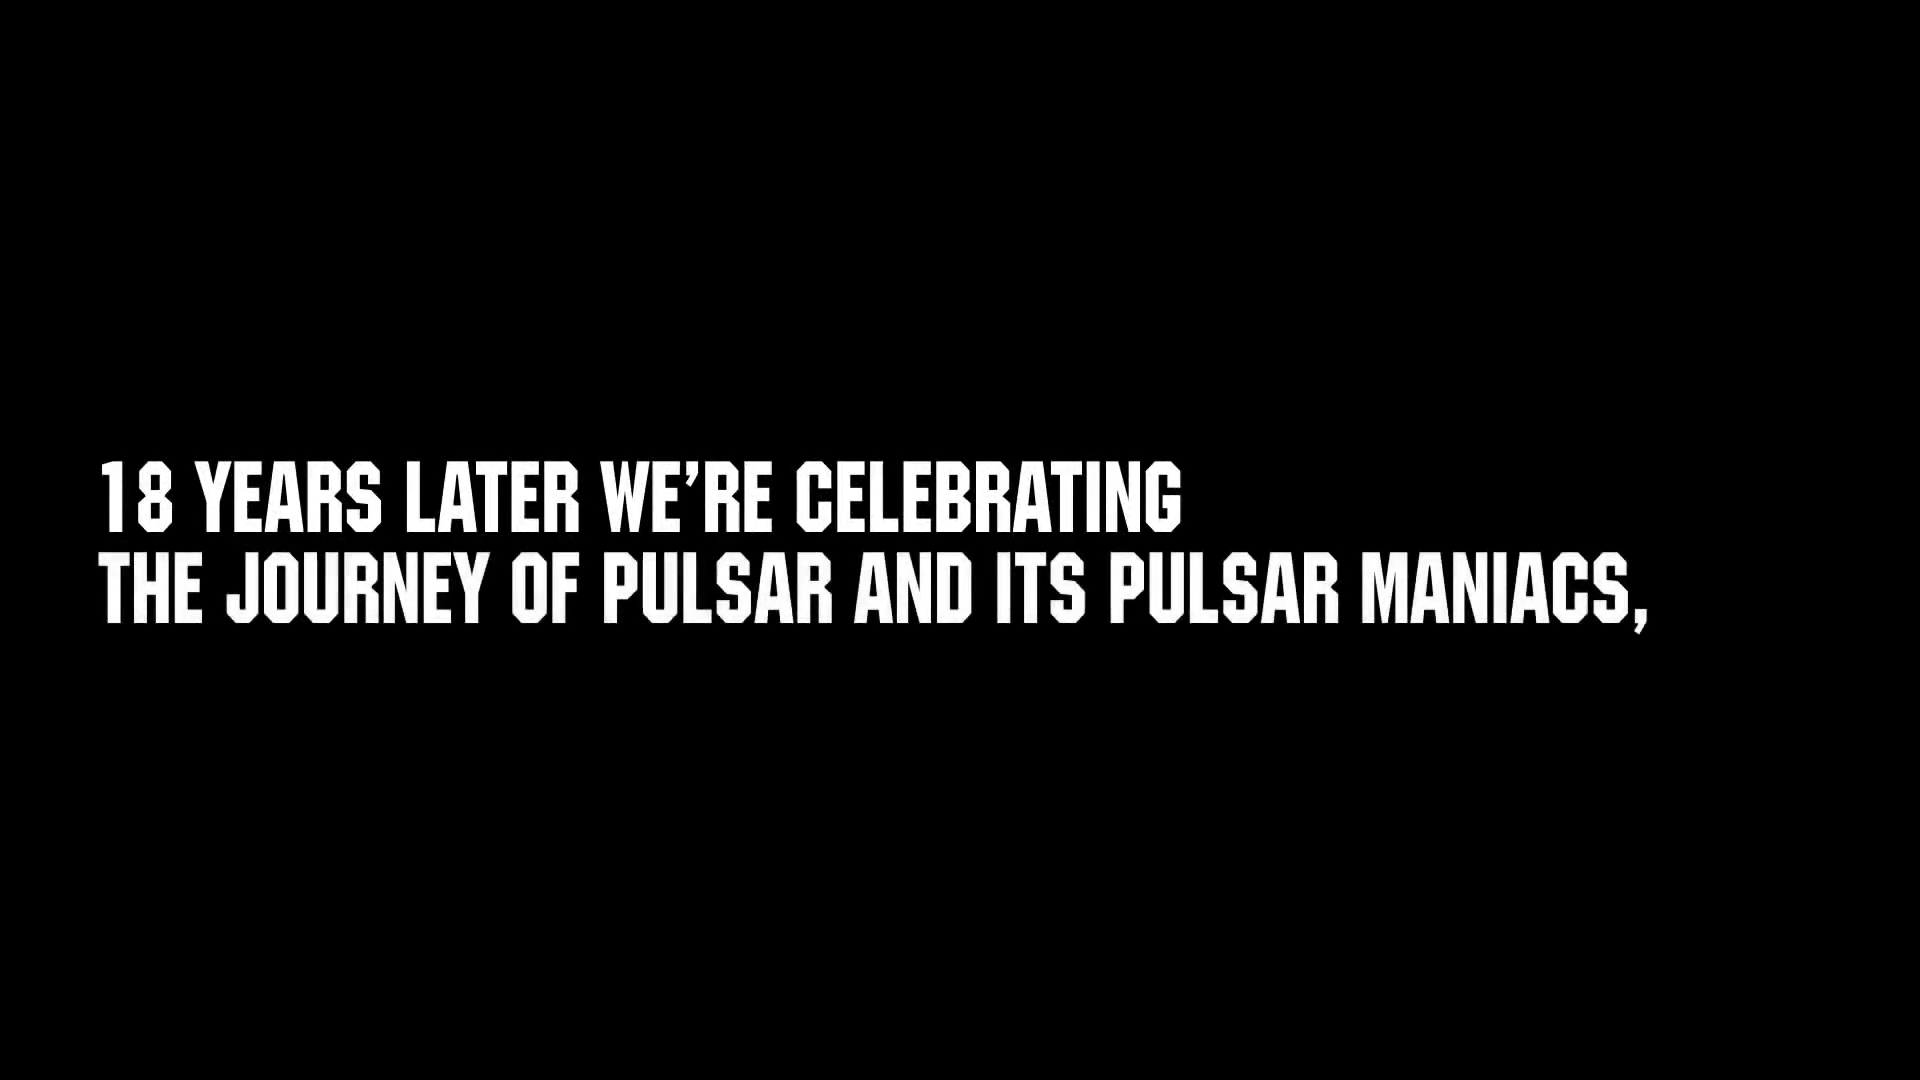 18 YEARS LATER WE’RE CELEBRATING
THE JOURNEY OF PULSAR AND ITS PULSAR MANIACS,